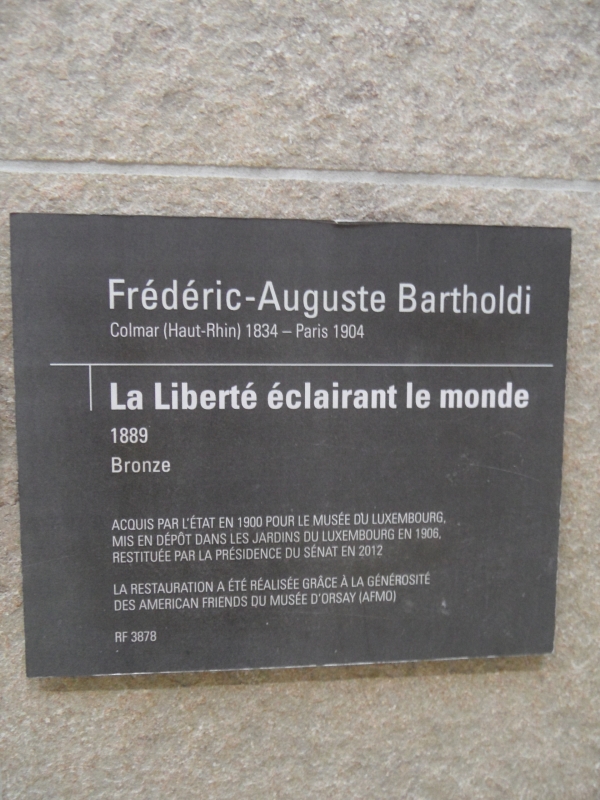 Frédéric-Auguste Bartholdi
Colmar (Haut-Rhin) 1834 – Paris 1904
La Liberté éclairant le monde
1889
Bronze
ACQUIS PAR L'ÉTAT EN 1900 POUR LE MUSÉE DU LUXEMBOURG,
MIS EN DÉPÔT DANS LES JARDINS DU LUXEMBOURG EN 1906,
RESTITUÉE PAR LA PRÉSIDENCE DU SÉNAT EN 2012
LA RESTAURATION A ÉTÉ RÉALISÉE GRÂCE À LA GÉNÉROSITÉ
DES AMERICAN FRIENDS DU MUSÉE D'ORSAY (AFMO)
RF 3878